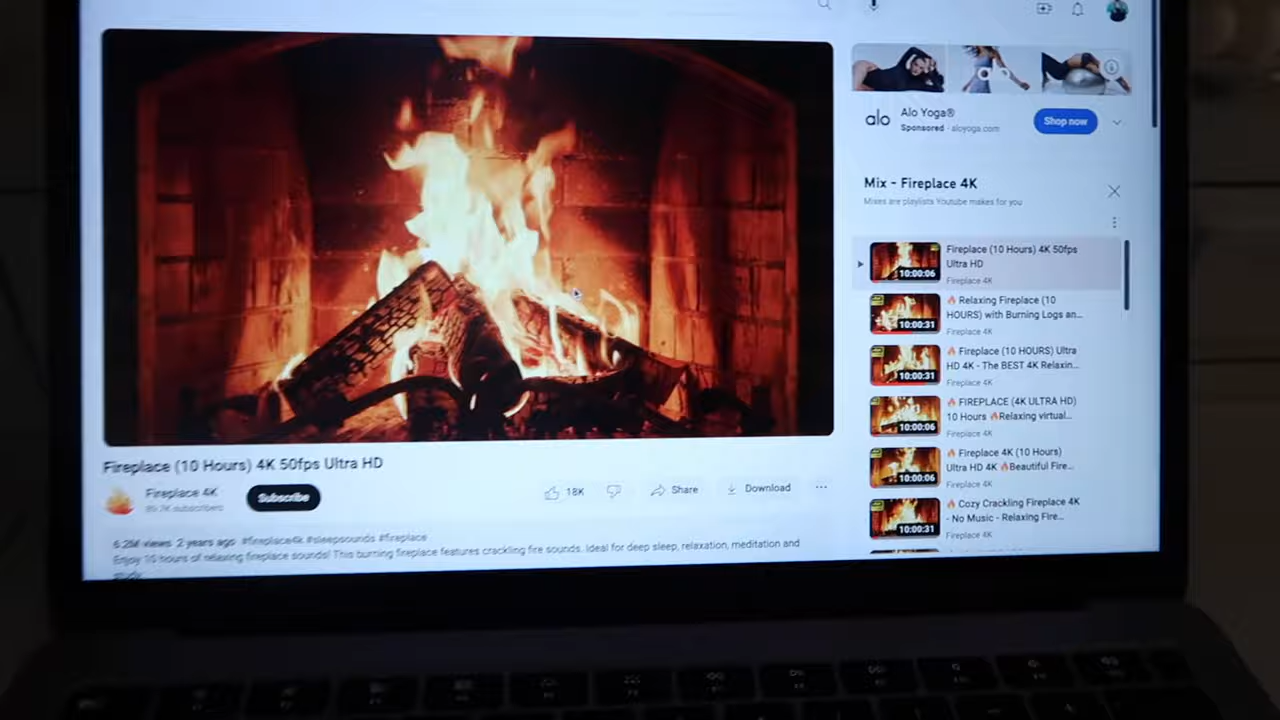 Fireplace (10 Hours) 4K 50fps Ultra HD
Fireplace 4K
89.7K subscribers
Subscribe
18K
Share
Download
6.2M views 2 years ago #fireplace4k #sleepsounds #fireplace
Enjoy 10 hours of relaxing fireplace sounds! This burning fireplace features crackling fire sounds. Ideal for deep sleep, relaxation, meditation and
study.
alo
alo
Alo Yoga®
Sponsored · aloyoga.com
Shop now
Mix - Fireplace 4K
Mixes are playlists Youtube makes for you
10:00:06
Fireplace (10 Hours) 4K 50fps
Ultra HD
Fireplace 4K
10:00:31
🔥 Relaxing Fireplace (10
HOURS) with Burning Logs an...
Fireplace 4K
10:00:31
🔥 Fireplace (10 HOURS) Ultra
HD 4K - The BEST 4K Relaxin...
Fireplace 4K
10:00:06
🔥 FIREPLACE (4K ULTRA HD)
10 Hours 🔥Relaxing virtual...
Fireplace 4K
10:00:06
🔥 Fireplace 4K (10 Hours)
Ultra HD 4K 🔥Beautiful Fire...
Fireplace 4K
10:00:31
🔥 Cozy Crackling Fireplace 4K
- No Music - Relaxing Fire...
Fireplace 4K